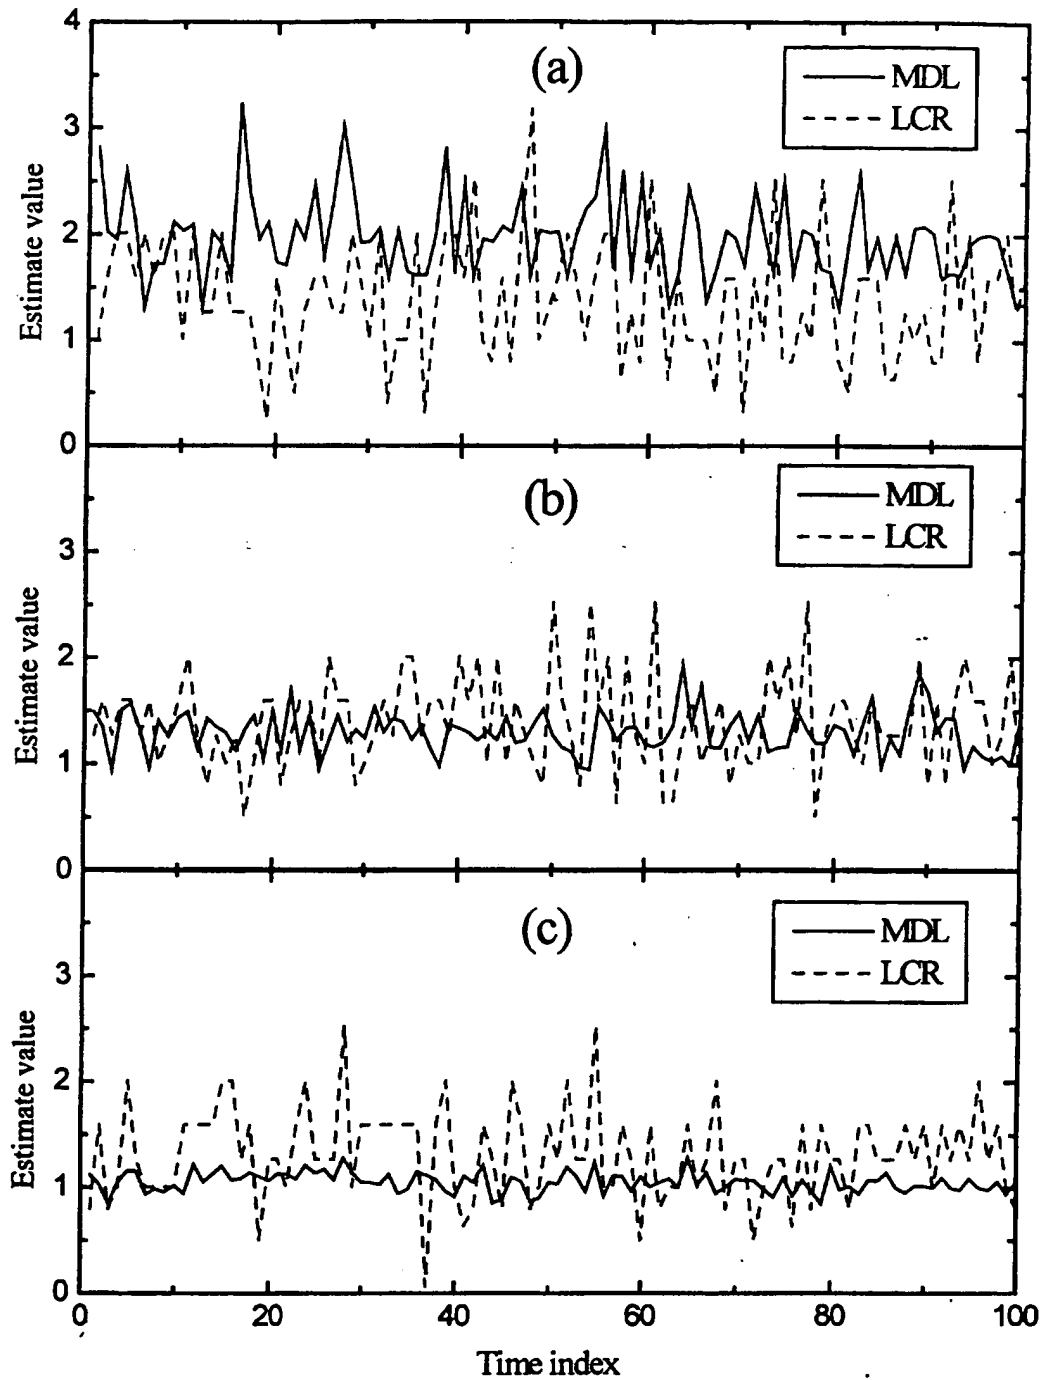 4
(a)
MDL
LCR
3
2
1
0
Estimate value
(b)
MDL
LCR
3
2
1
0
Estimate value
(c)
MDL
LCR
3
2
1
0
Estimate value
0 20 40 60 80 100
Time index